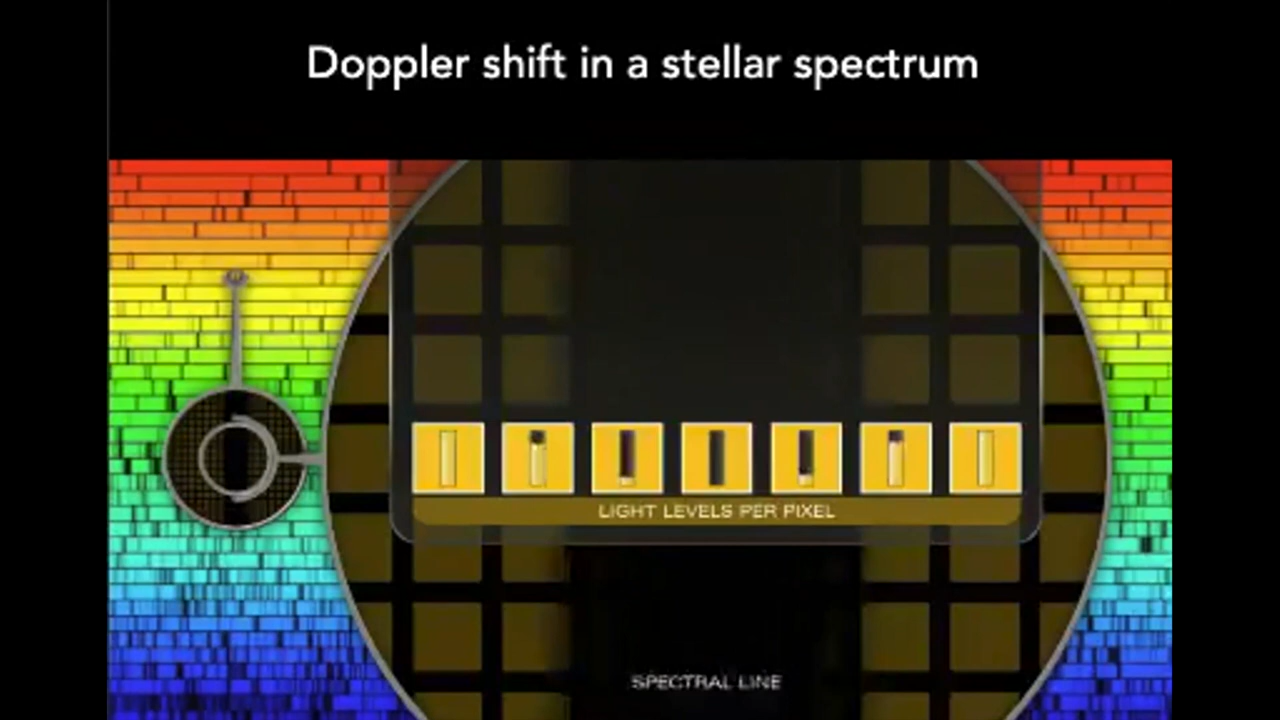 Doppler shift in a stellar spectrum
LIGHT LEVELS PER PIXEL
SPECTRAL LINE